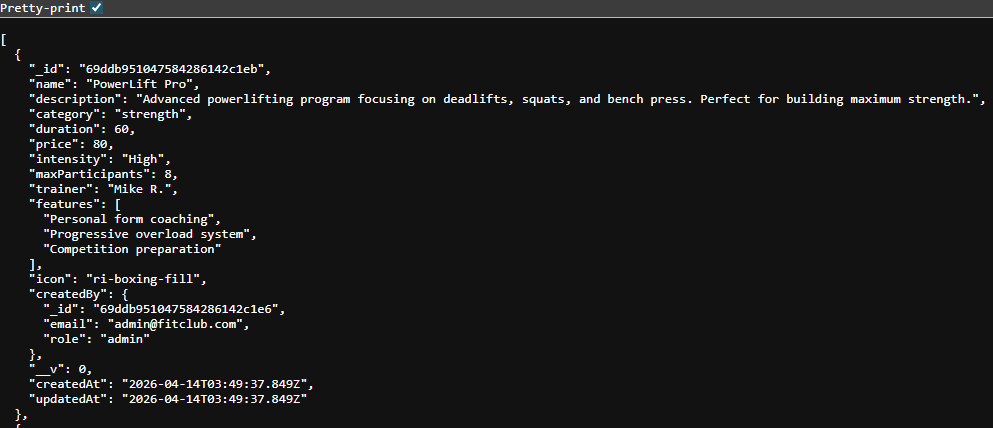 Pretty-print
[
  {
    "_id": "69ddb951047584286142c1eb",
    "name": "PowerLift Pro",
    "description": "Advanced powerlifting program focusing on deadlifts, squats, and bench press. Perfect for building maximum strength.",
    "category": "strength",
    "duration": 60,
    "price": 80,
    "intensity": "High",
    "maxParticipants": 8,
    "trainer": "Mike R.",
    "features": [
      "Personal form coaching",
      "Progressive overload system",
      "Competition preparation"
    ],
    "icon": "ri-boxing-fill",
    "createdBy": {
      "_id": "69ddb951047584286142c1e6",
      "email": "admin@fitclub.com",
      "role": "admin"
    },
    "__v": 0,
    "createdAt": "2026-04-14T03:49:37.849Z",
    "updatedAt": "2026-04-14T03:49:37.849Z"
  },
  {